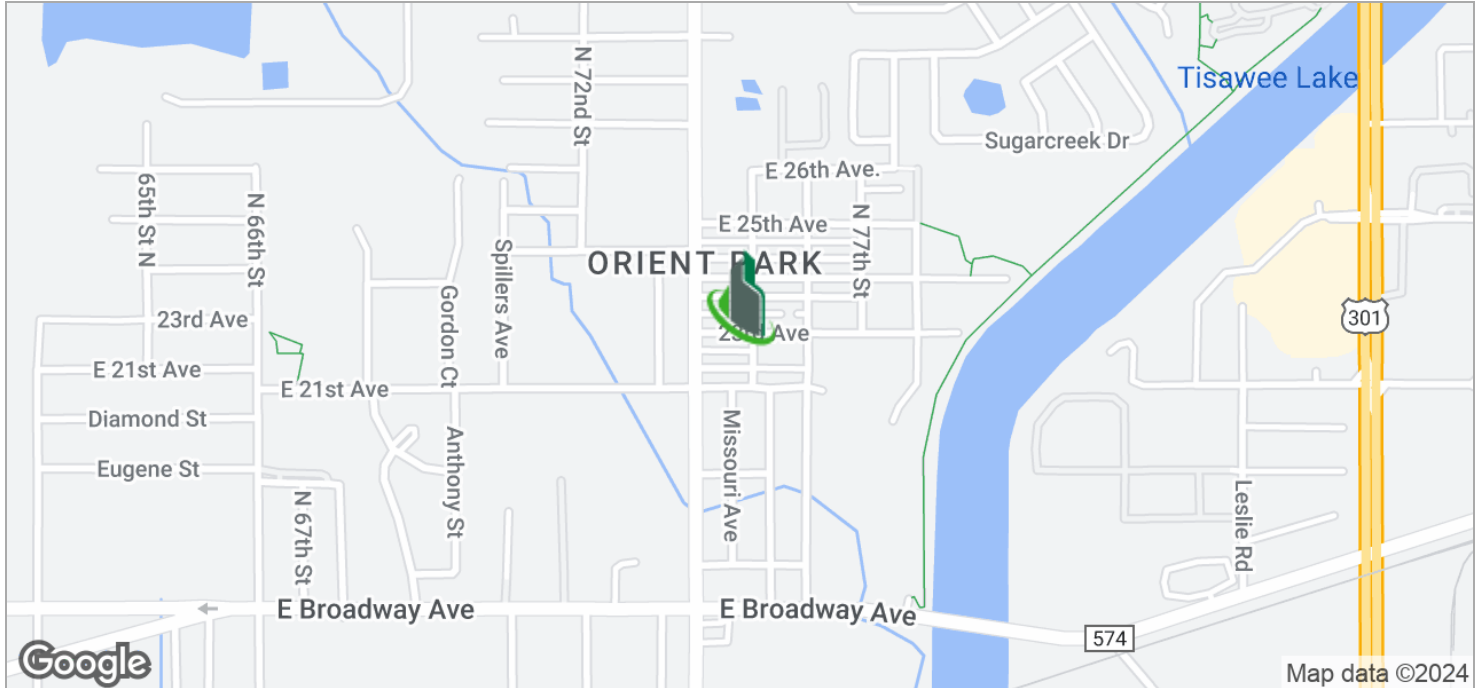 N 72nd St
Tisawee Lake
Sugarcreek Dr
E 26th Ave.
65th St N
N 66th St
E 25th Ave
N 77th St
Spillers Ave
ORIENT PARK
Gordon Ct
23rd Ave
301
23rd Ave
E 21st Ave
E 21st Ave
Diamond St
Missouri Ave
Anthony St
Eugene St
N 67th St
Leslie Rd
E Broadway Ave
E Broadway Ave
574
Google
Map data ©2024